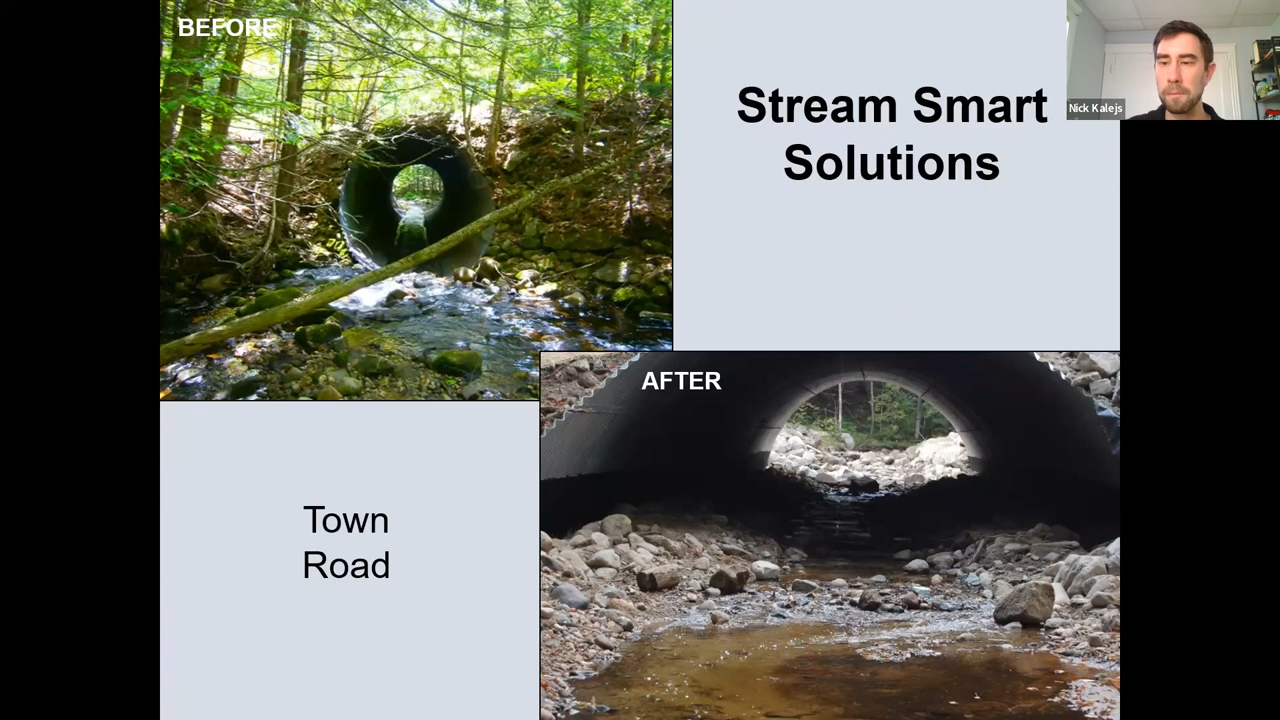 BEFORE
Stream Smart
Solutions
Nick Kalejs
AFTER
Town
Road